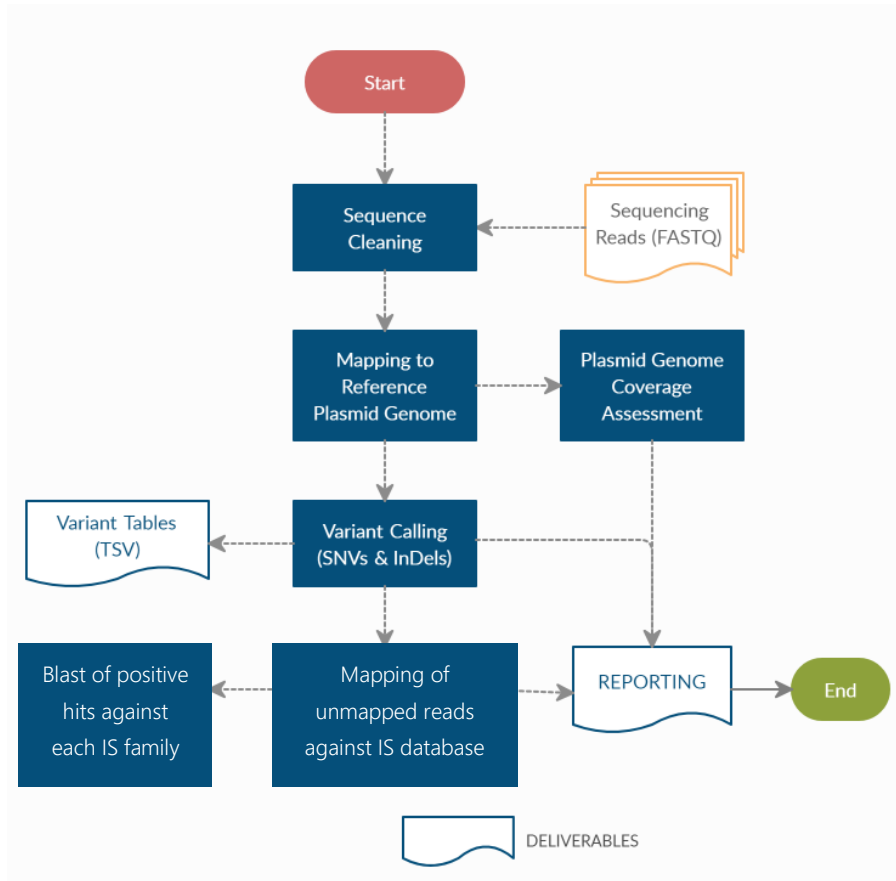 Start
Sequence
Cleaning
Sequencing
Reads (FASTQ)
Mapping to
Reference
Plasmid Genome
Plasmid Genome
Coverage
Assessment
Variant Tables
(TSV)
Variant Calling
(SNVs & InDels)
Blast of positive
hits against
each IS family
Mapping of
unmapped reads
against IS database
REPORTING
End
DELIVERABLES